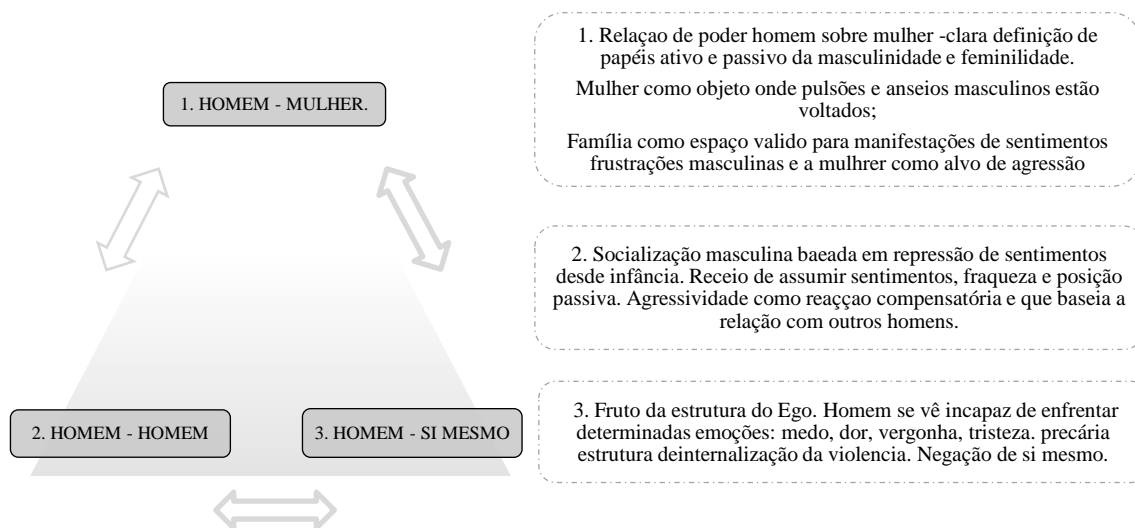 1. HOMEM - MULHER.
2. HOMEM - HOMEM
3. HOMEM - SI MESMO
1. Relaçao de poder homem sobre mulher -clara definição de
papéis ativo e passivo da masculinidade e feminilidade.
Mulher como objeto onde pulsões e anseios masculinos estão
voltados;
Família como espaço valido para manifestações de sentimentos
frustrações masculinas e a mulhrer como alvo de agressão
2. Socialização masculina baeada em repressão de sentimentos
desde infância. Receio de assumir sentimentos, fraqueza e posição
passiva. Agressividade como reaçção compensatória e que baseia a
relação com outros homens.
3. Fruto da estrutura do Ego. Homem se vê incapaz de enfrentar
determinadas emoções: medo, dor, vergonha, tristeza. precária
estrutura deinternalização da violencia. Negação de si mesmo.